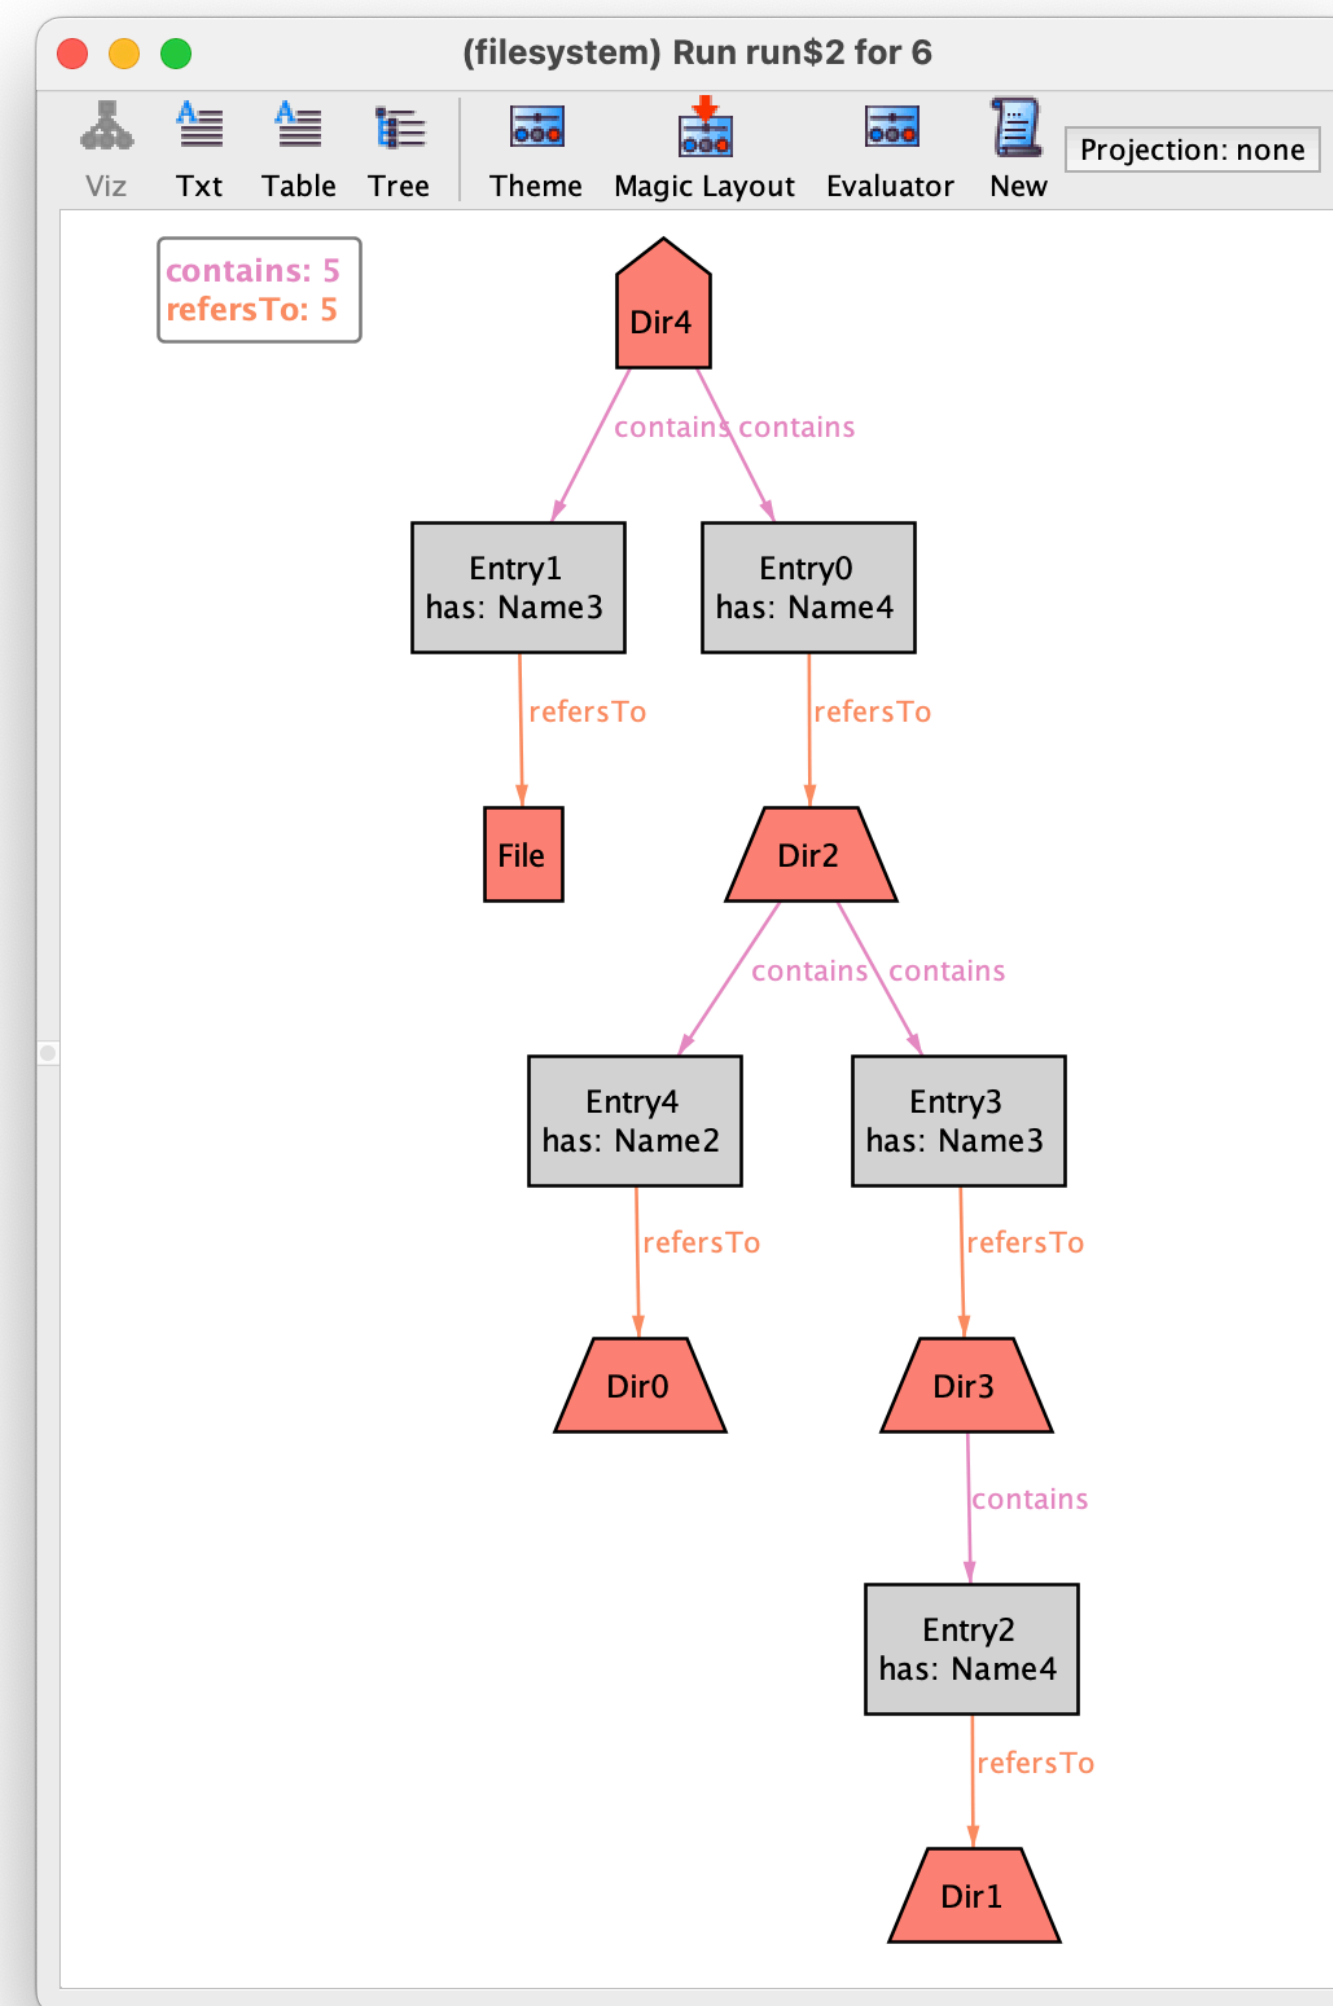 (filesystem) Run run$2 for 6
Viz Txt Table Tree Theme Magic Layout Evaluator New Projection: none
contains: 5
refersTo: 5
Dir4
contains contains
Entry1
has: Name3
Entry0
has: Name4
refersTo refersTo
File Dir2
contains contains
Entry4
has: Name2
Entry3
has: Name3
refersTo refersTo
Dir0 Dir3
contains
Entry2
has: Name4
refersTo
Dir1